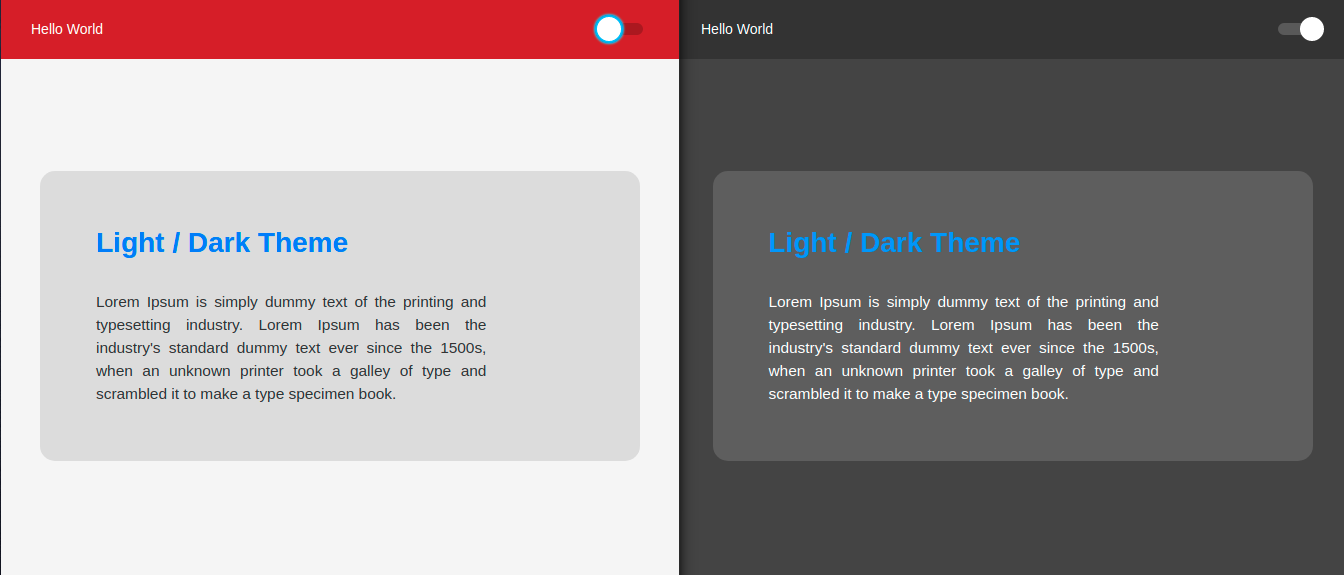 Hello World
Light / Dark Theme
Lorem Ipsum is simply dummy text of the printing and
typesetting industry. Lorem Ipsum has been the
industry's standard dummy text ever since the 1500s,
when an unknown printer took a galley of type and
scrambled it to make a type specimen book.
Hello World
Light / Dark Theme
Lorem Ipsum is simply dummy text of the printing and
typesetting industry. Lorem Ipsum has been the
industry's standard dummy text ever since the 1500s,
when an unknown printer took a galley of type and
scrambled it to make a type specimen book.